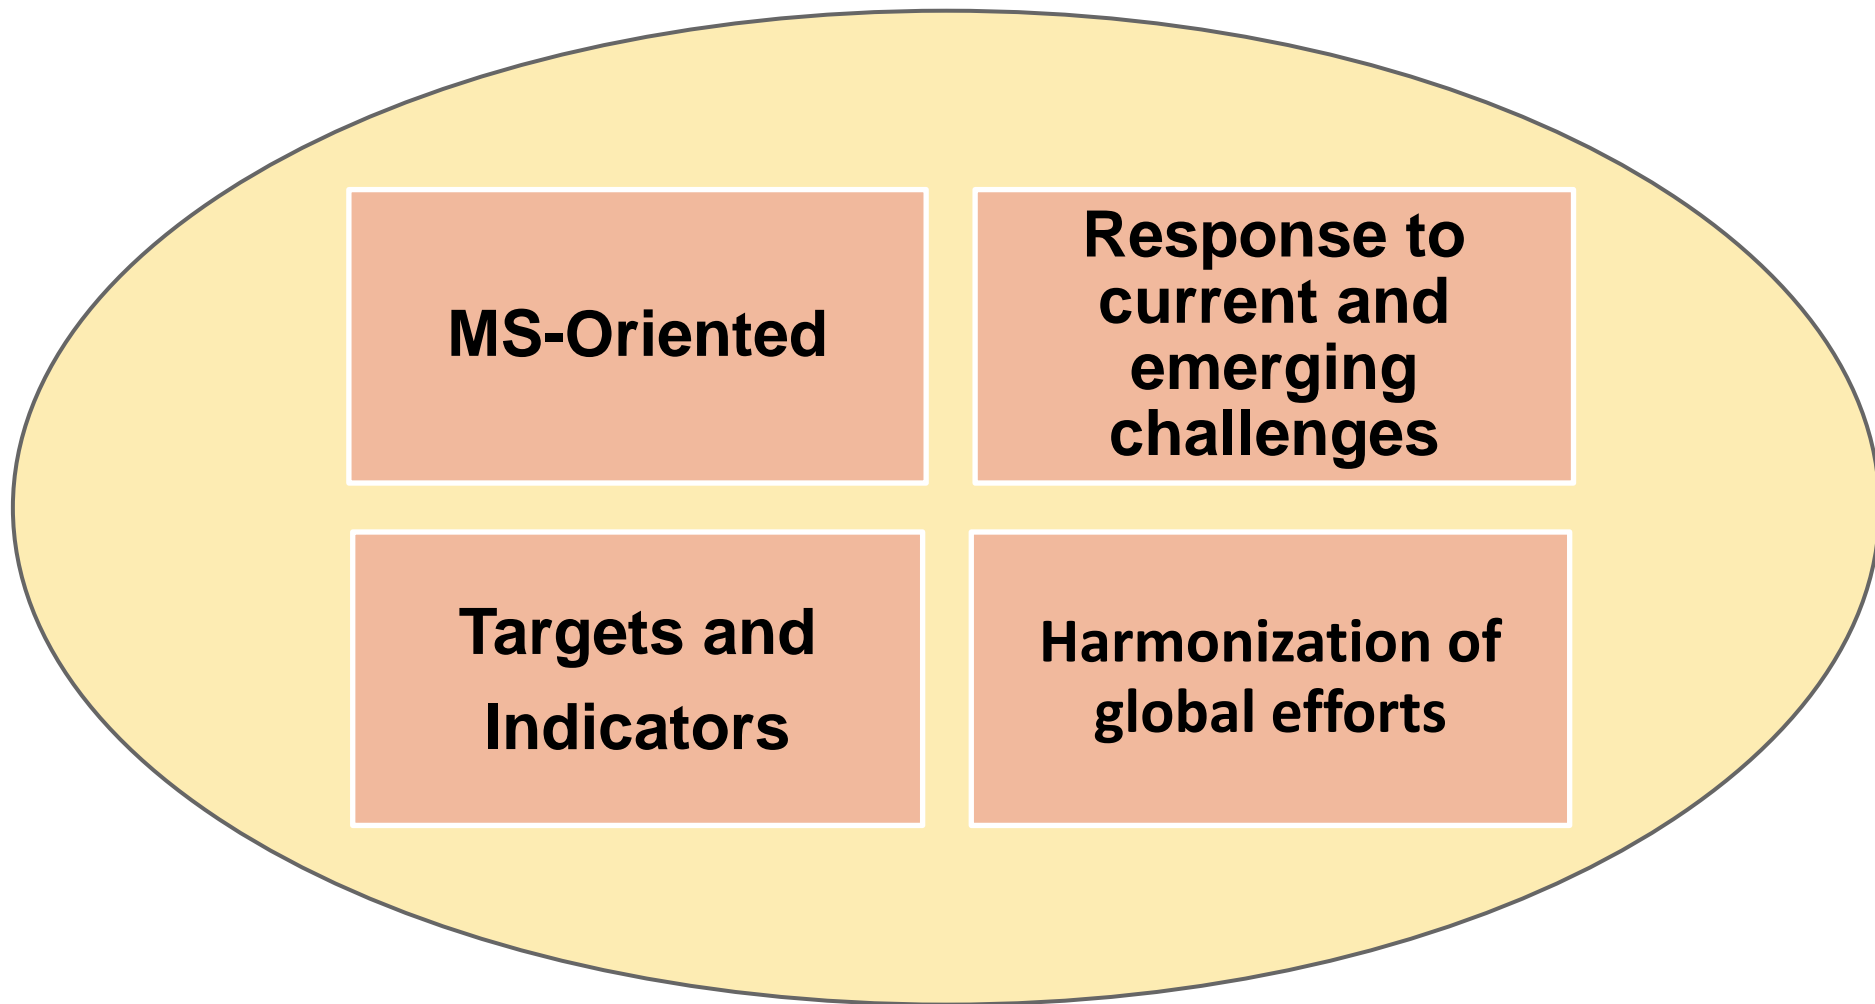 MS-Oriented
Response to
current and
emerging
challenges
Targets and
Indicators
Harmonization of
global efforts